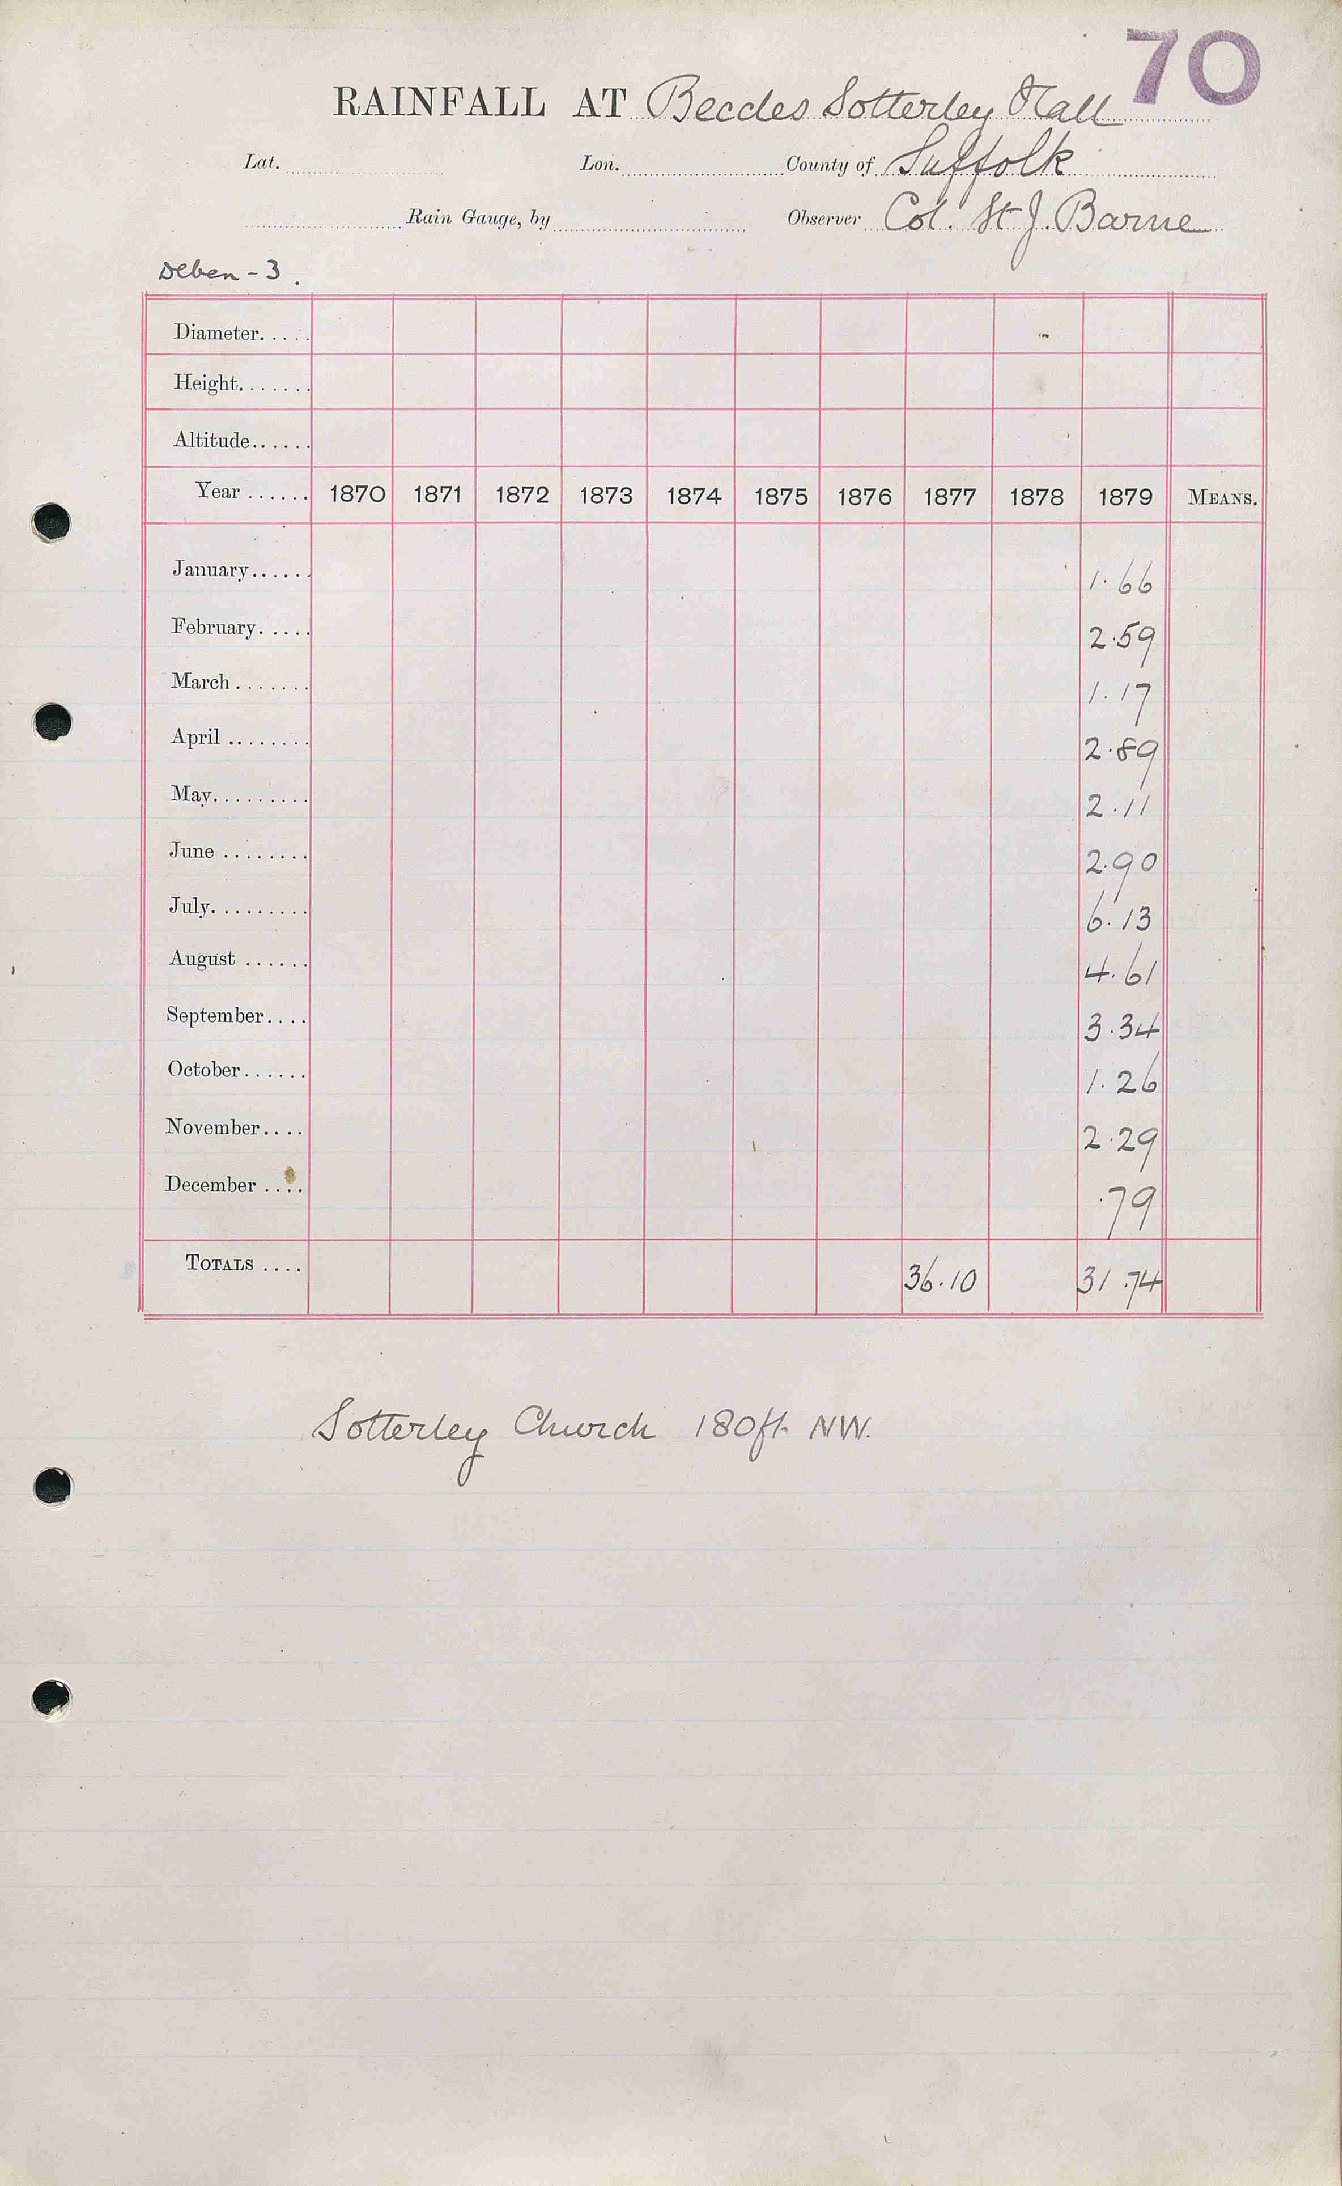 70
RAINFALL AT Beccles Sotterley Hall
Lat. Lon. County of Suffolk
Rain Gauge, by Observer Col. St J. Barne
Deben - 3.
Diameter.....
Height.......
Altitude......
Year ...... 1870 1871 1872 1873 1874 1875 1876 1877 1878 1879 MEANS.
January...... 1.66
February..... 2.59
March ....... 1.17
April ........ 2.89
May......... 2.11
June ........ 2.90
July......... 6.13
August ...... 4.61
September.... 3.34
October...... 1.26
November.... 2.29
December .... .79
TOTALS .... 36.10 31.74
Sotterley Church 180ft. NW.